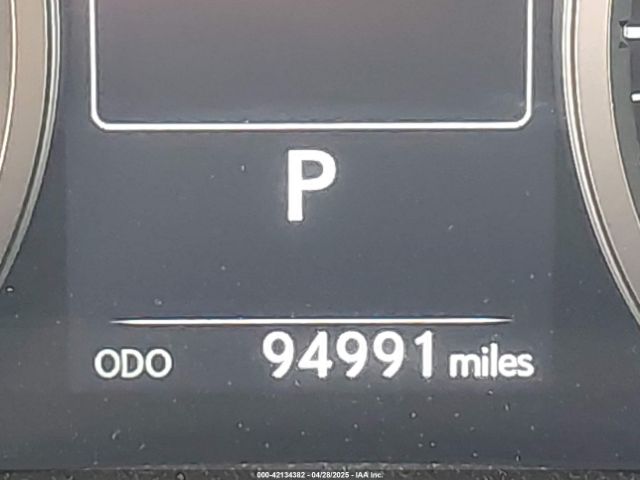 P
ODO 94991 miles
000-42134382 - 04/28/2025 - IAA Inc.